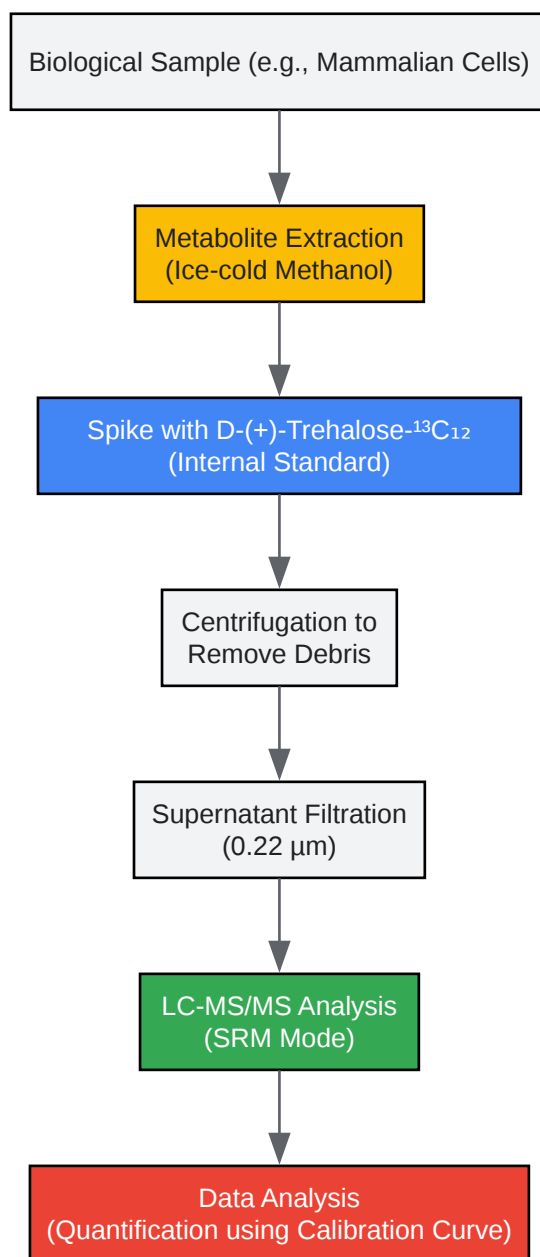 Biological Sample (e.g., Mammalian Cells)
Metabolite Extraction
(Ice-cold Methanol)
Spike with D-(+)-Trehalose-¹³C₁₂
(Internal Standard)
Centrifugation to
Remove Debris
Supernatant Filtration
(0.22 µm)
LC-MS/MS Analysis
(SRM Mode)
Data Analysis
(Quantification using Calibration Curve)